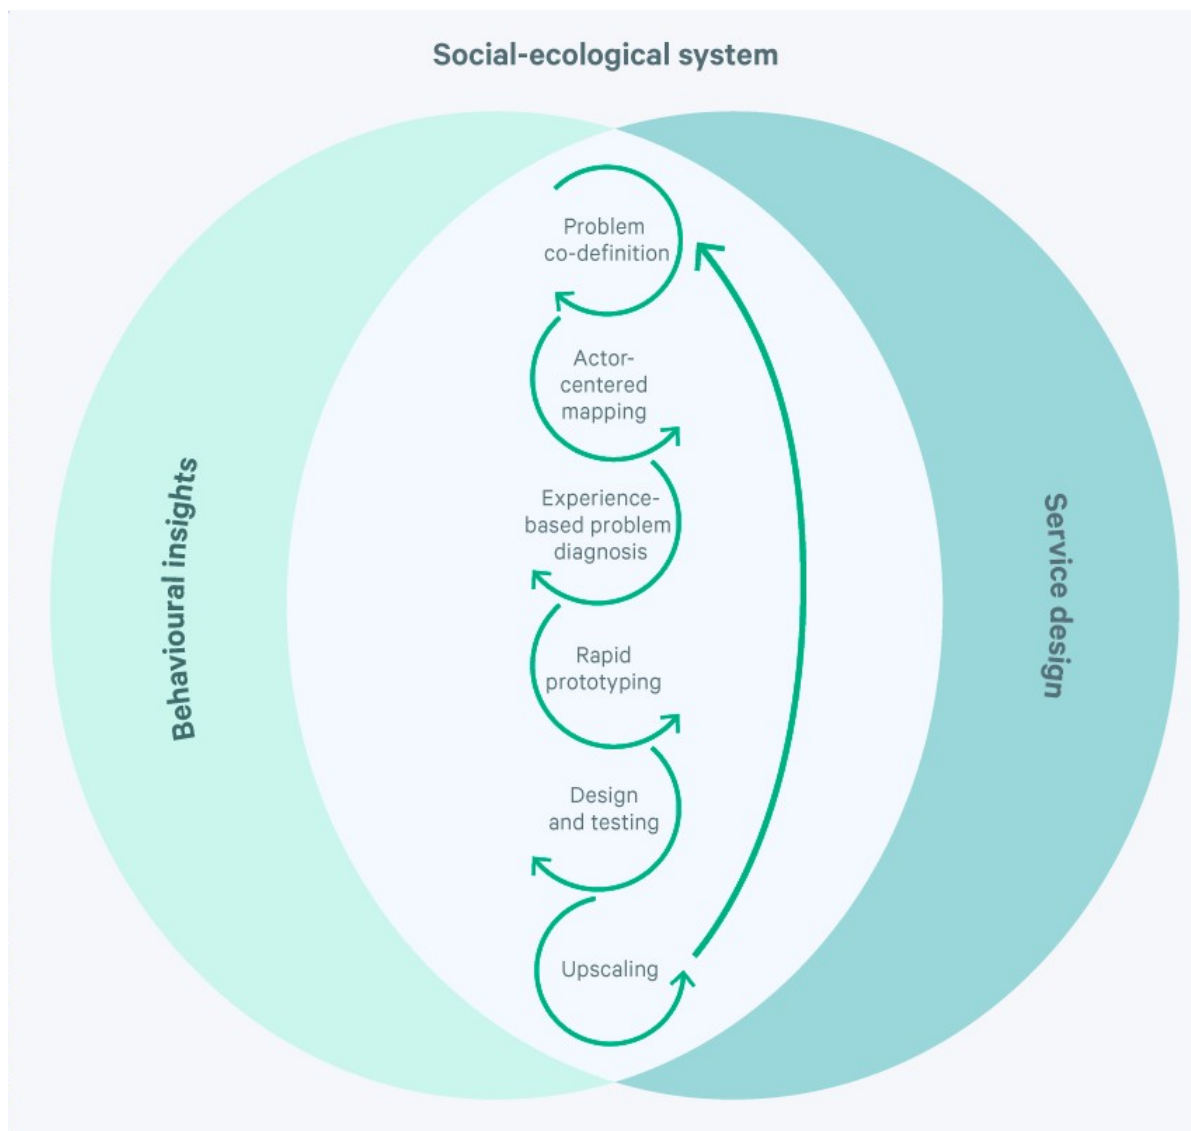 Social-ecological system
Problem
co-definition
Actor-
centered
mapping
Experience-
based problem
diagnosis
Rapid
prototyping
Design
and testing
Upscaling
Behavioural insights
Service design